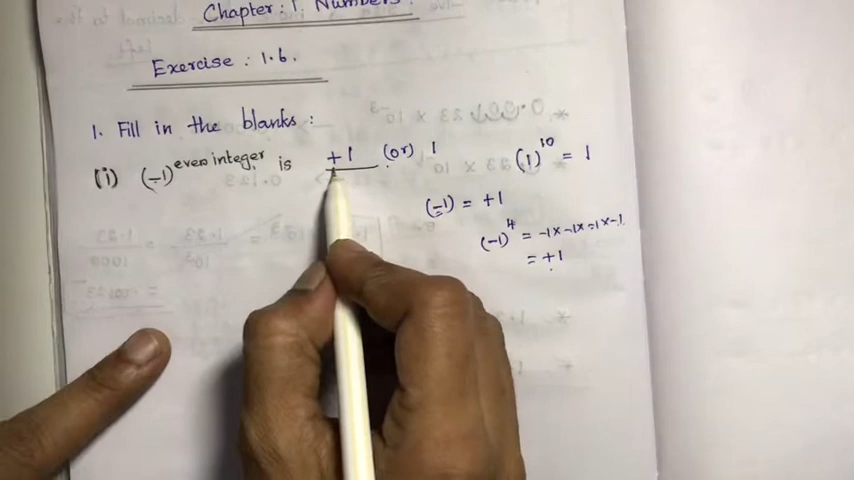 Chapter : 1. Numbers.
Exercise : 1.6.
1. Fill in the blanks :
(i) (-1)^even integer is +1 (or) 1
(1)^10 = 1
(-1) = +1
(-1)^4 = -1 x -1 x -1 x -1
= +1